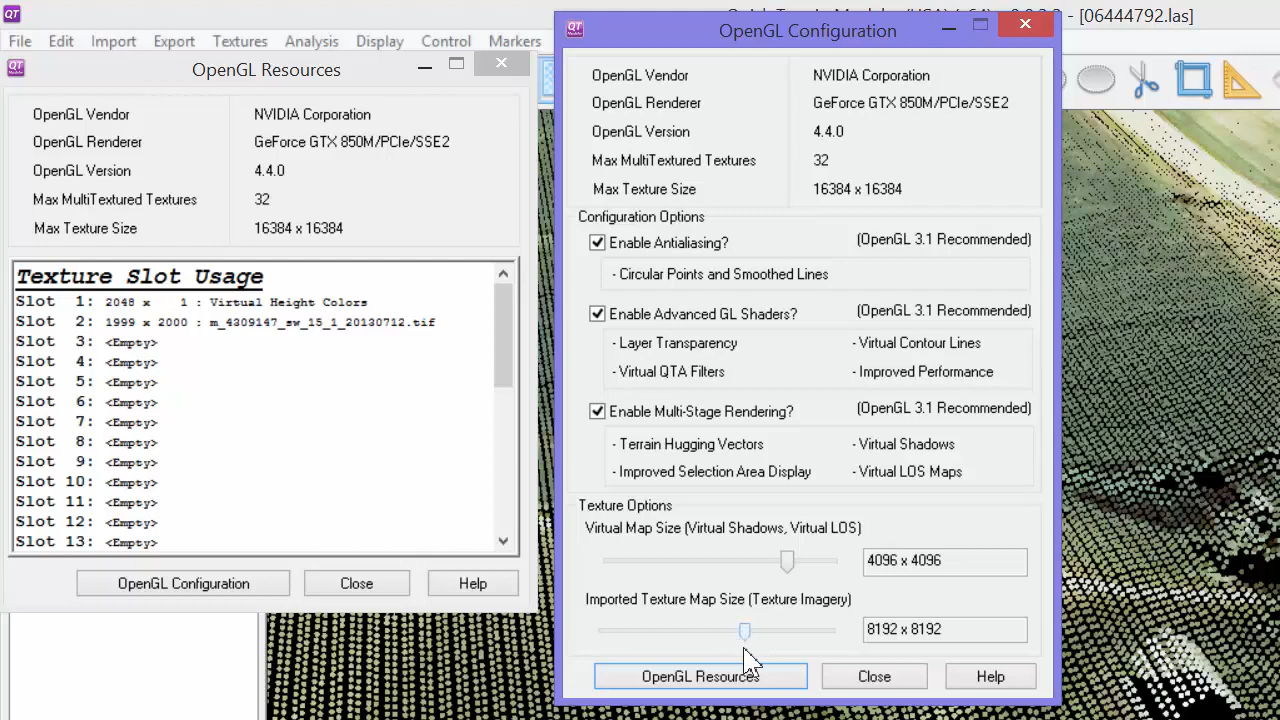 QT
[06444792.las]
File Edit Import Export Textures Analysis Display Control Markers
QT
Modeler
OpenGL Resources
OpenGL Vendor NVIDIA Corporation
OpenGL Renderer GeForce GTX 850M/PCIe/SSE2
OpenGL Version 4.4.0
Max MultiTextured Textures 32
Max Texture Size 16384 x 16384
Texture Slot Usage
Slot 1: 2048 x 1 : Virtual Height Colors
Slot 2: 1999 x 2000 : m_4309147_sw_15_1_20130712.tif
Slot 3: <Empty>
Slot 4: <Empty>
Slot 5: <Empty>
Slot 6: <Empty>
Slot 7: <Empty>
Slot 8: <Empty>
Slot 9: <Empty>
Slot 10: <Empty>
Slot 11: <Empty>
Slot 12: <Empty>
Slot 13: <Empty>
OpenGL Configuration Close Help
QT
Modeler
OpenGL Configuration
OpenGL Vendor NVIDIA Corporation
OpenGL Renderer GeForce GTX 850M/PCIe/SSE2
OpenGL Version 4.4.0
Max MultiTextured Textures 32
Max Texture Size 16384 x 16384
Configuration Options
Enable Antialiasing? (OpenGL 3.1 Recommended)
- Circular Points and Smoothed Lines
Enable Advanced GL Shaders? (OpenGL 3.1 Recommended)
- Layer Transparency - Virtual Contour Lines
- Virtual QTA Filters - Improved Performance
Enable Multi-Stage Rendering? (OpenGL 3.1 Recommended)
- Terrain Hugging Vectors - Virtual Shadows
- Improved Selection Area Display - Virtual LOS Maps
Texture Options
Virtual Map Size (Virtual Shadows, Virtual LOS)
4096 x 4096
Imported Texture Map Size (Texture Imagery)
8192 x 8192
OpenGL Resources Close Help